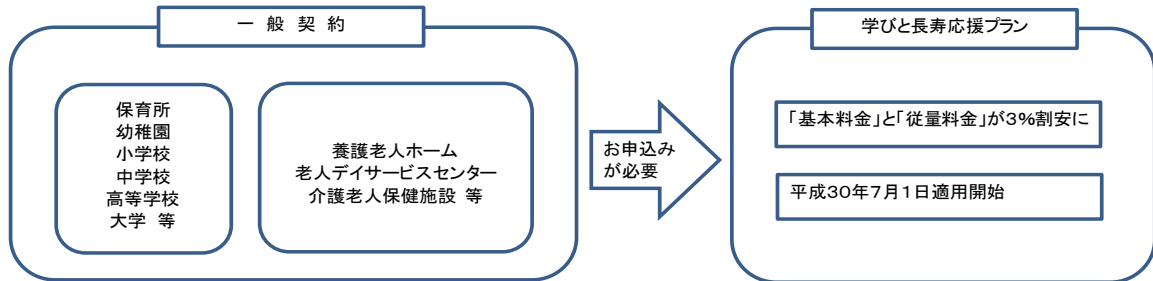 一 般 契 約
保育所
幼稚園
小学校
中学校
高等学校
大学 等
養護老人ホーム
老人デイサービスセンター
介護老人保健施設 等
お申込み
が必要
学びと長寿応援プラン
「基本料金」と「従量料金」が3%割安に
平成30年7月1日適用開始